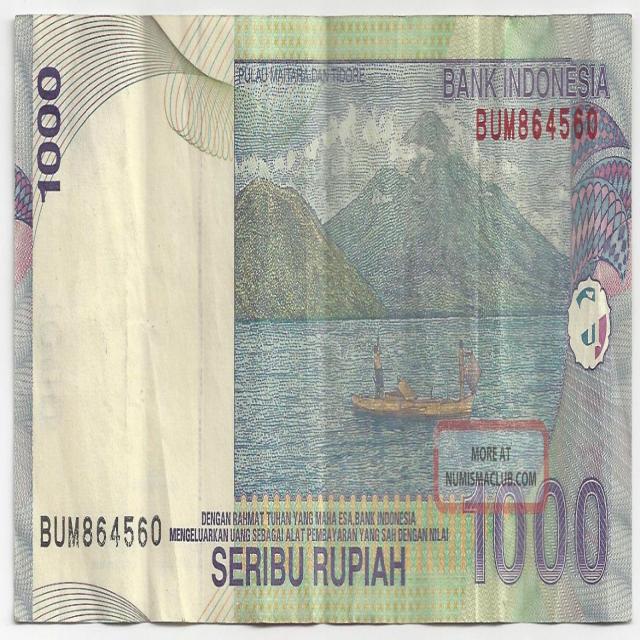 1000
PULAU MAITARA DAN TIDORE
BANK INDONESIA
BUM864560
MORE AT
NUMISMACLUB.COM
BUM864560
DENGAN RAHMAT TUHAN YANG MAHA ESA, BANK INDONESIA
MENGELUARKAN UANG SEBAGAI ALAT PEMBAYARAN YANG SAH DENGAN NILAI
SERIBU RUPIAH
1000